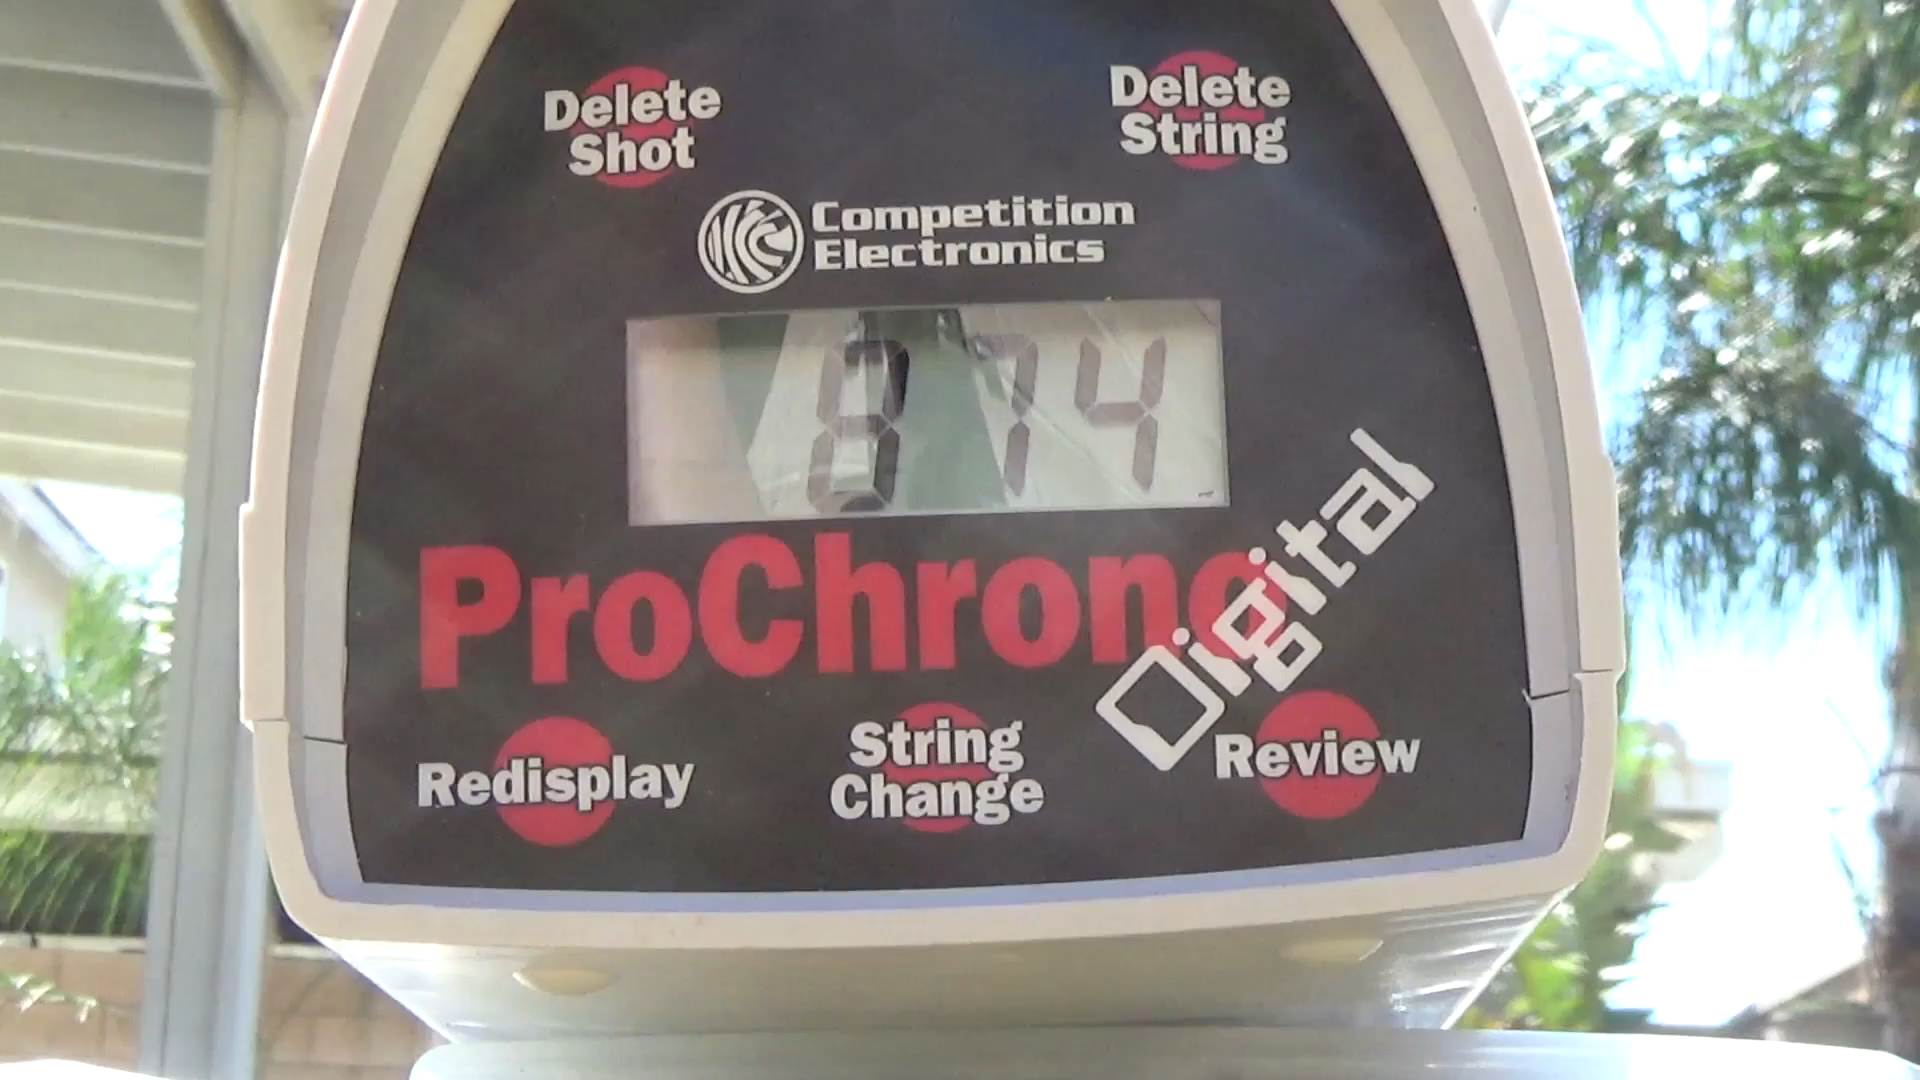 Delete
Shot
Delete
String
Competition
Electronics
874
ProChrono
Digital
Redisplay
String
Change
Review